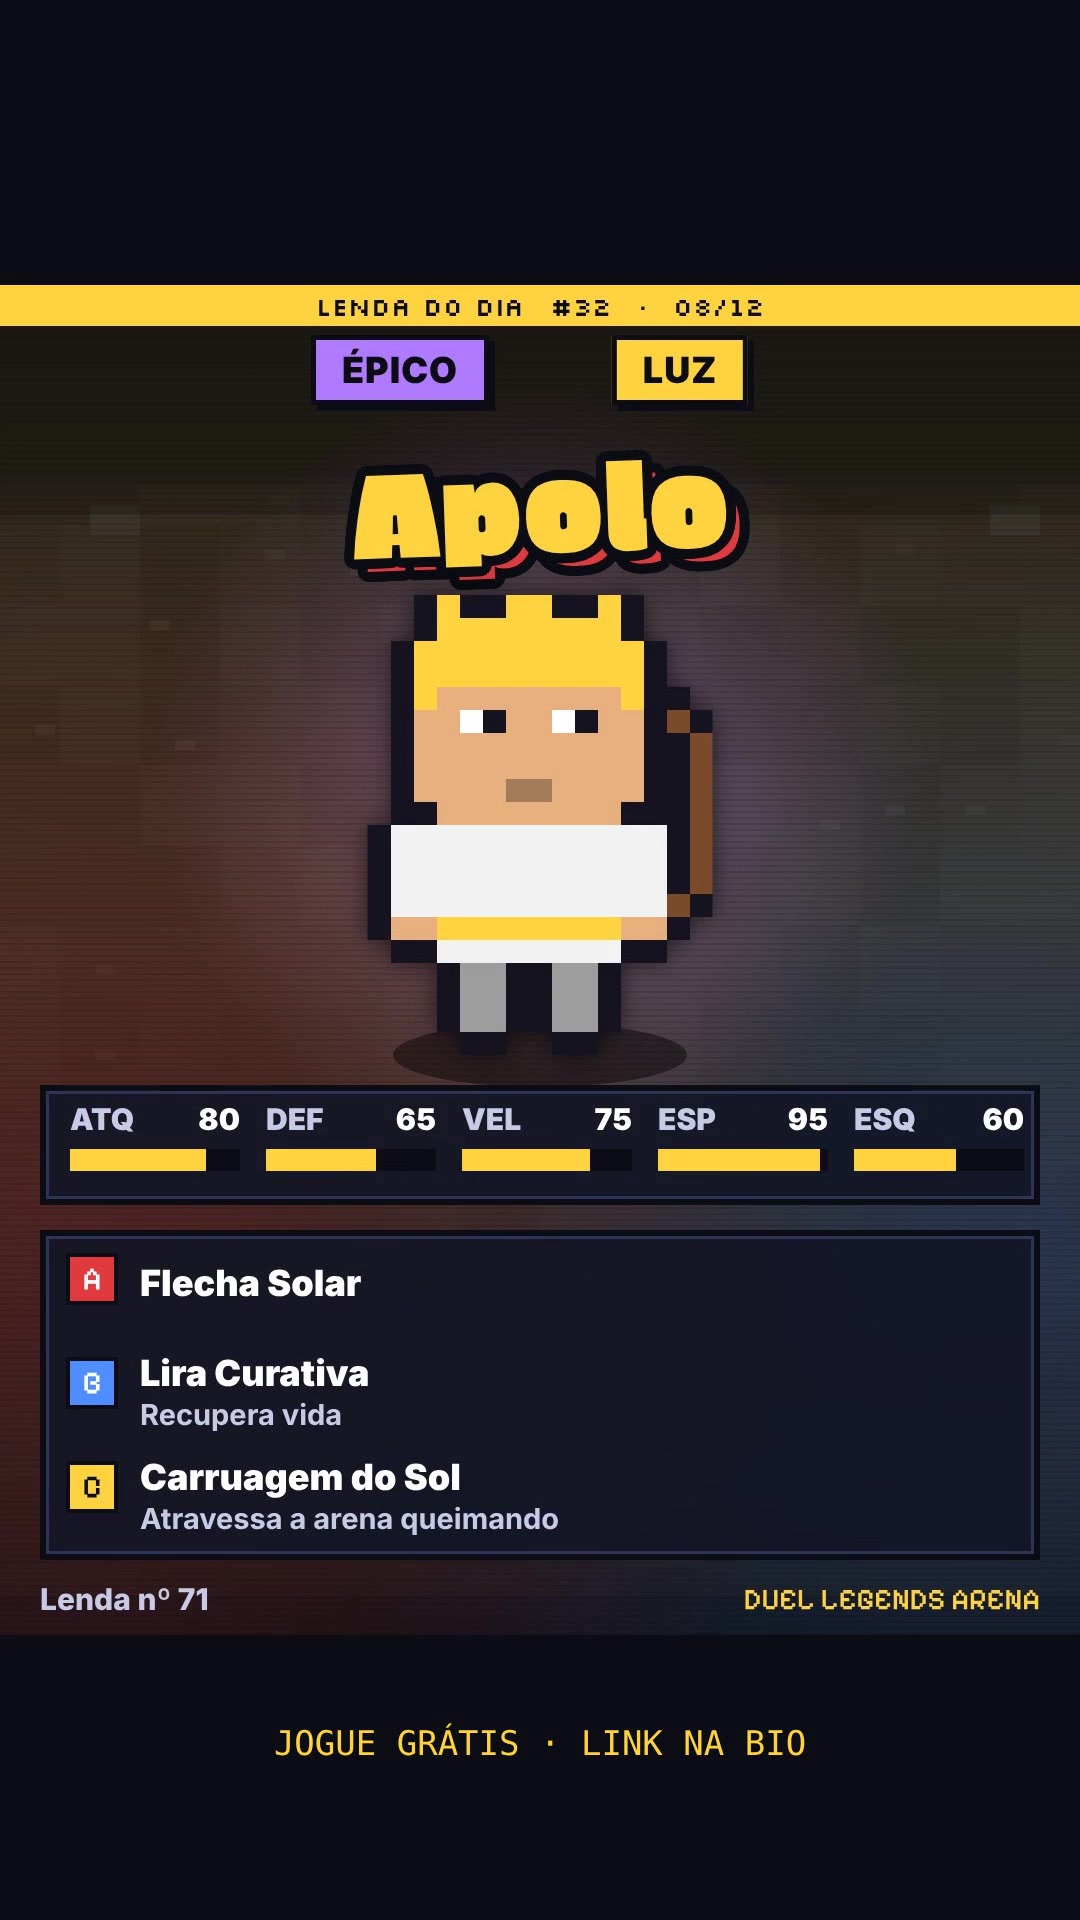 LENDA DO DIA #32 · 08/12
ÉPICO LUZ
Apolo
ATQ 80 DEF 65 VEL 75 ESP 95 ESQ 60
A Flecha Solar
B Lira Curativa
Recupera vida
C Carruagem do Sol
Atravessa a arena queimando
Lenda nº 71 DUEL LEGENDS ARENA
JOGUE GRÁTIS · LINK NA BIO